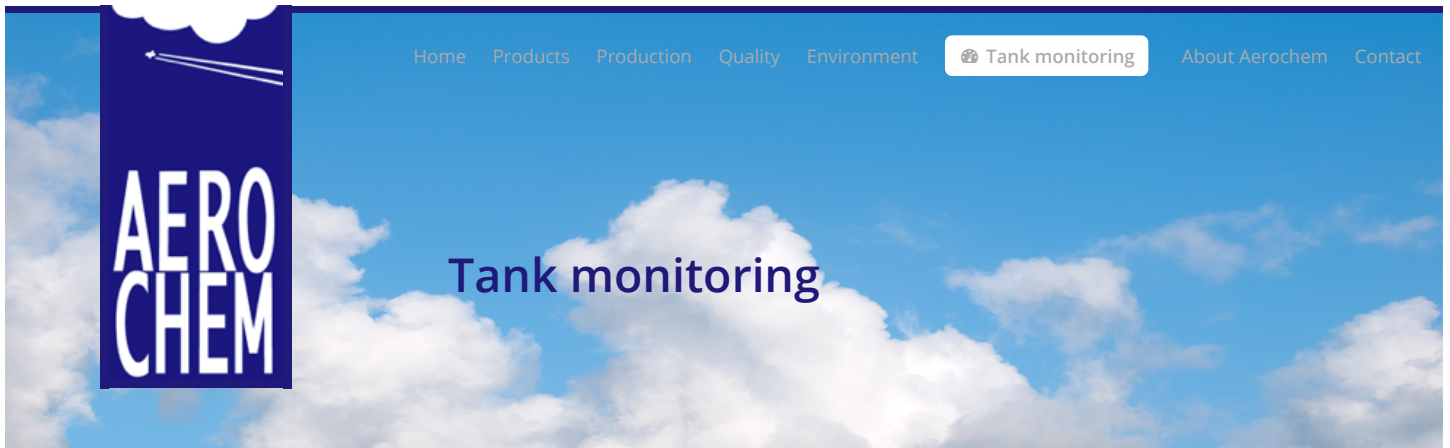 Home Products Production Quality Environment Tank monitoring About Aerochem Contact
AERO
CHEM
Tank monitoring